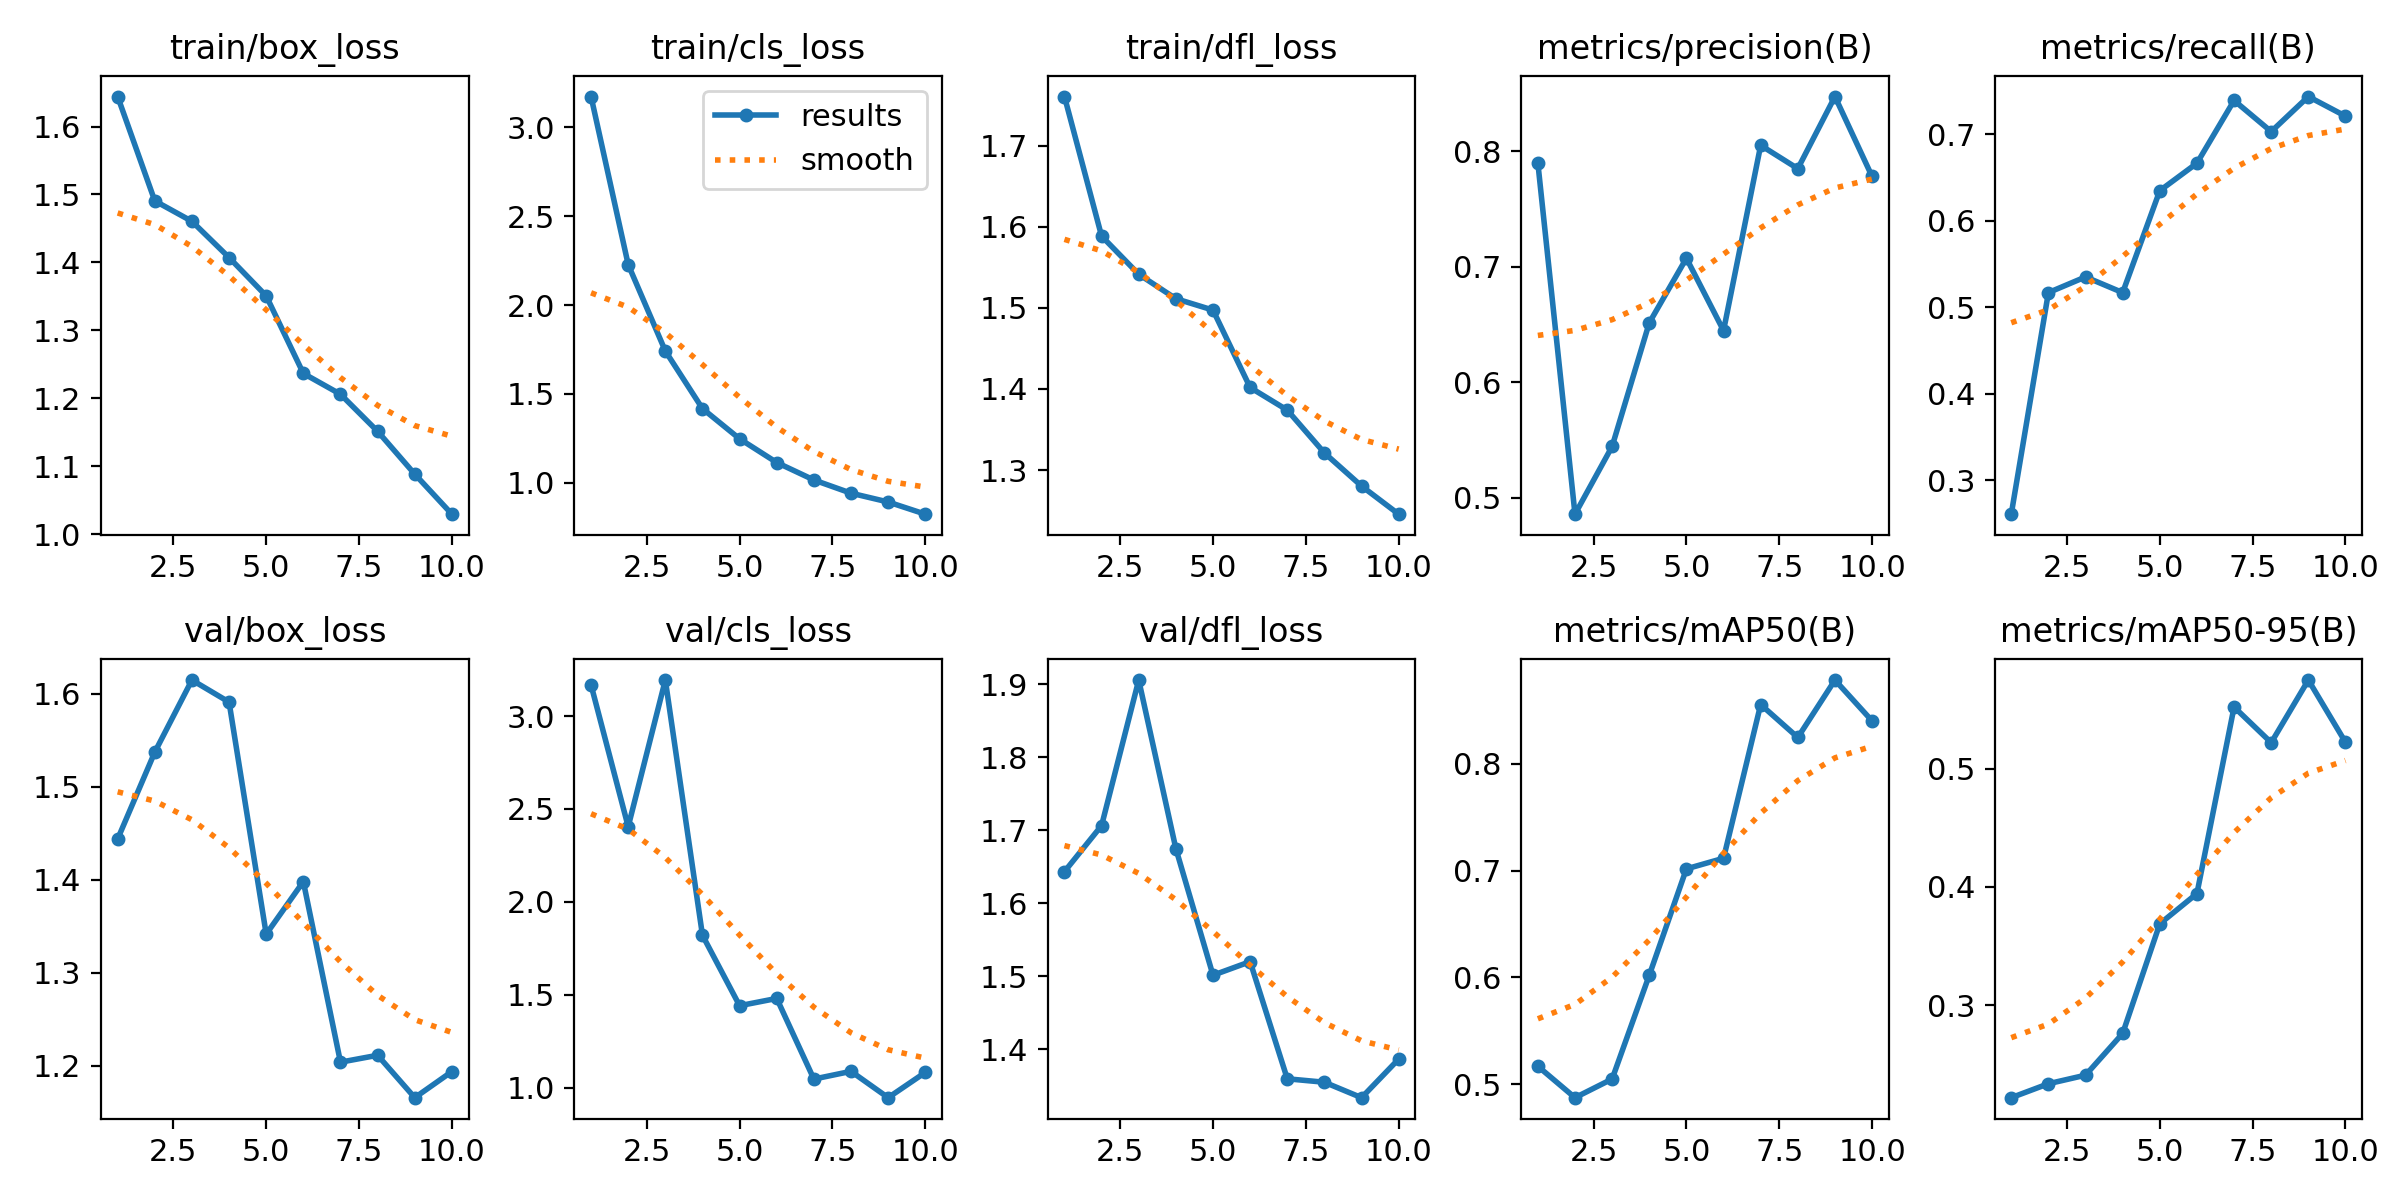 train/box_loss
train/cls_loss
train/dfl_loss
metrics/precision(B)
metrics/recall(B)
1.6
1.5
1.4
1.3
1.2
1.1
1.0
2.5 5.0 7.5 10.0
3.0
2.5
2.0
1.5
1.0
results
smooth
2.5 5.0 7.5 10.0
1.7
1.6
1.5
1.4
1.3
2.5 5.0 7.5 10.0
0.8
0.7
0.6
0.5
2.5 5.0 7.5 10.0
0.7
0.6
0.5
0.4
0.3
2.5 5.0 7.5 10.0
val/box_loss
val/cls_loss
val/dfl_loss
metrics/mAP50(B)
metrics/mAP50-95(B)
1.6
1.5
1.4
1.3
1.2
2.5 5.0 7.5 10.0
3.0
2.5
2.0
1.5
1.0
2.5 5.0 7.5 10.0
1.9
1.8
1.7
1.6
1.5
1.4
2.5 5.0 7.5 10.0
0.8
0.7
0.6
0.5
2.5 5.0 7.5 10.0
0.5
0.4
0.3
2.5 5.0 7.5 10.0